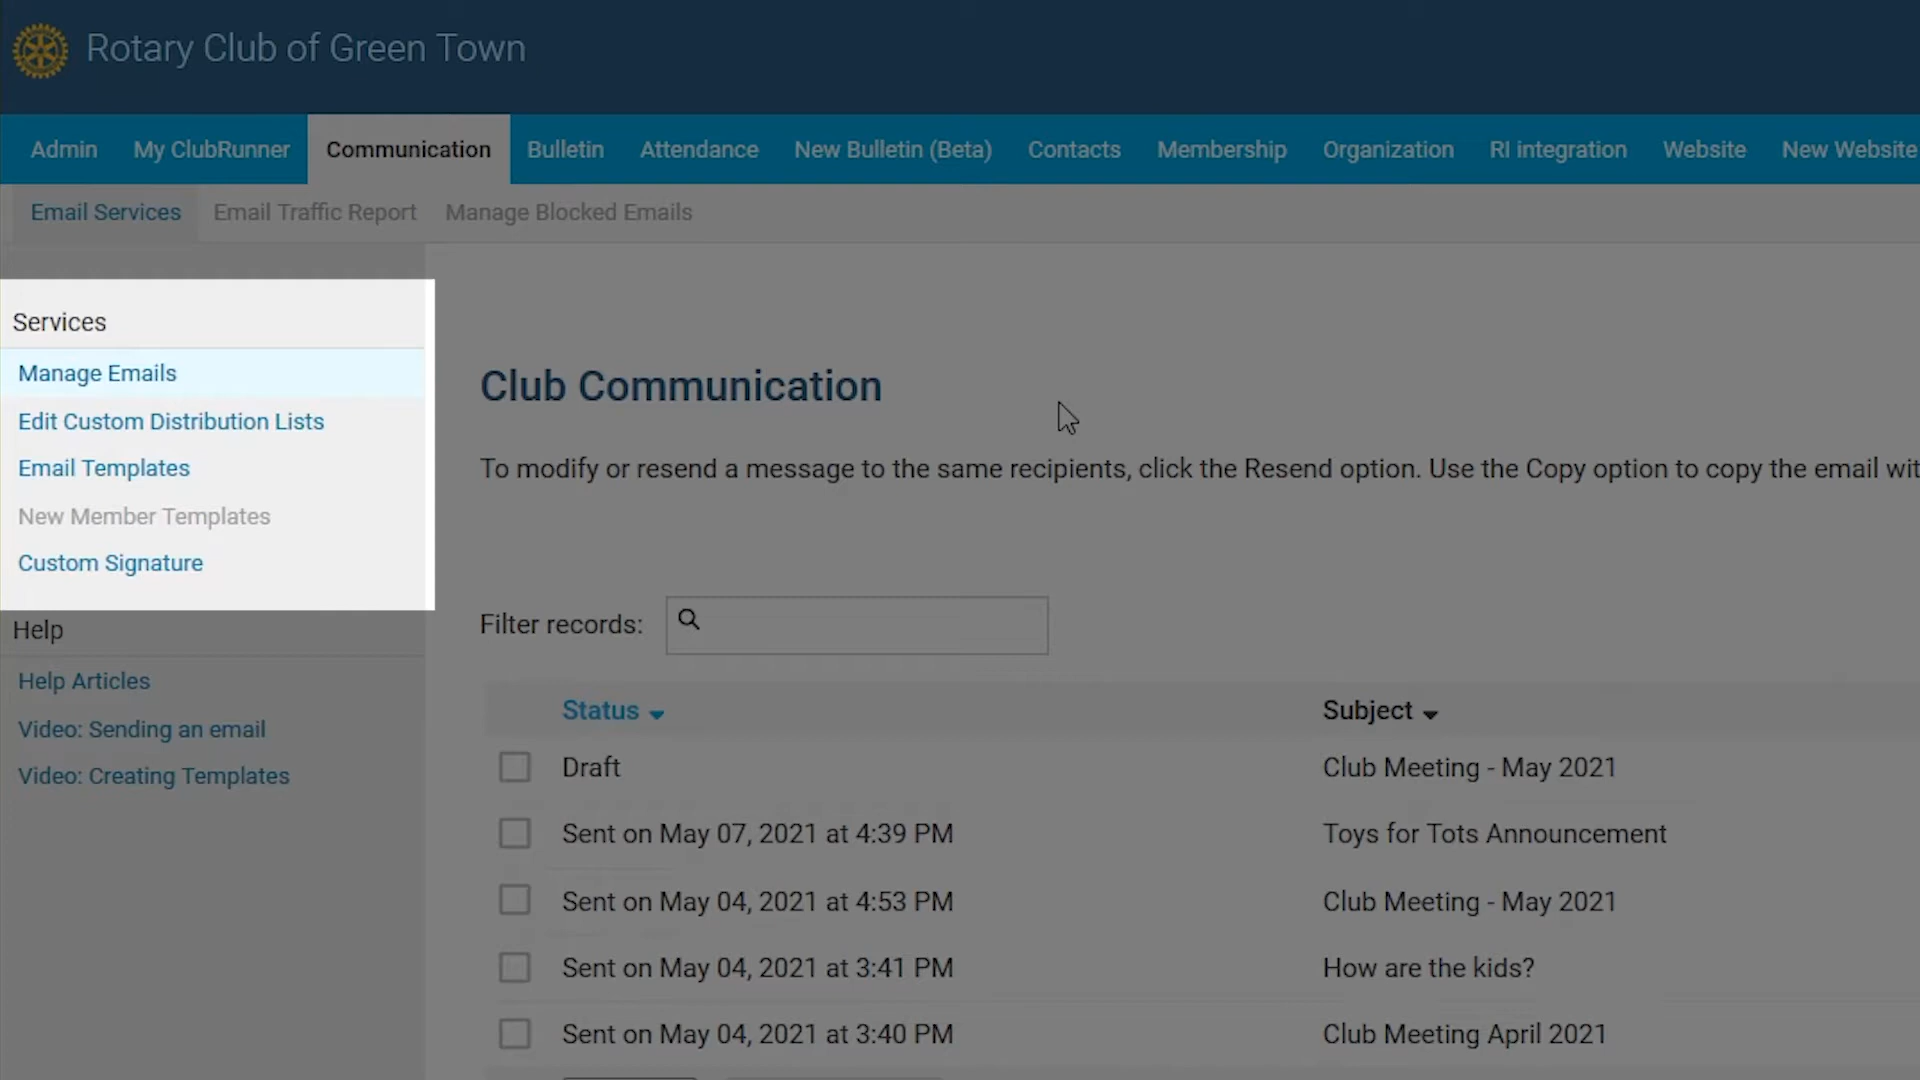 Rotary Club of Green Town
Admin My ClubRunner Communication Bulletin Attendance New Bulletin (Beta) Contacts Membership Organization RI integration Website New Website
Email Services Email Traffic Report Manage Blocked Emails
Services
Manage Emails
Edit Custom Distribution Lists
Email Templates
New Member Templates
Custom Signature
Help
Help Articles
Video: Sending an email
Video: Creating Templates
Club Communication
To modify or resend a message to the same recipients, click the Resend option. Use the Copy option to copy the email wit
Filter records:
Status Subject
Draft Club Meeting - May 2021
Sent on May 07, 2021 at 4:39 PM Toys for Tots Announcement
Sent on May 04, 2021 at 4:53 PM Club Meeting - May 2021
Sent on May 04, 2021 at 3:41 PM How are the kids?
Sent on May 04, 2021 at 3:40 PM Club Meeting April 2021